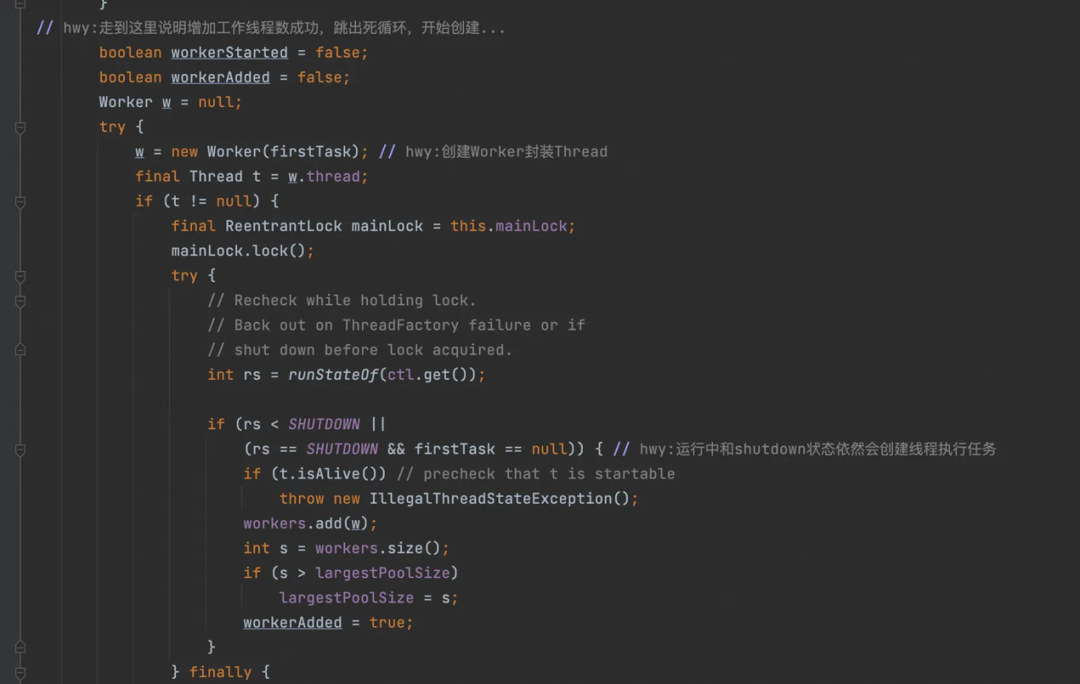 }
// hwy:走到这里说明增加工作线程数成功，跳出死循环，开始创建...
boolean workerStarted = false;
boolean workerAdded = false;
Worker w = null;
try {
w = new Worker(firstTask); // hwy:创建Worker封装Thread
final Thread t = w.thread;
if (t != null) {
final ReentrantLock mainLock = this.mainLock;
mainLock.lock();
try {
// Recheck while holding lock.
// Back out on ThreadFactory failure or if
// shut down before lock acquired.
int rs = runStateOf(ctl.get());
if (rs < SHUTDOWN ||
(rs == SHUTDOWN && firstTask == null)) { // hwy:运行中和shutdown状态依然会创建线程执行任务
if (t.isAlive()) // precheck that t is startable
throw new IllegalThreadStateException();
workers.add(w);
int s = workers.size();
if (s > largestPoolSize)
largestPoolSize = s;
workerAdded = true;
}
} finally {